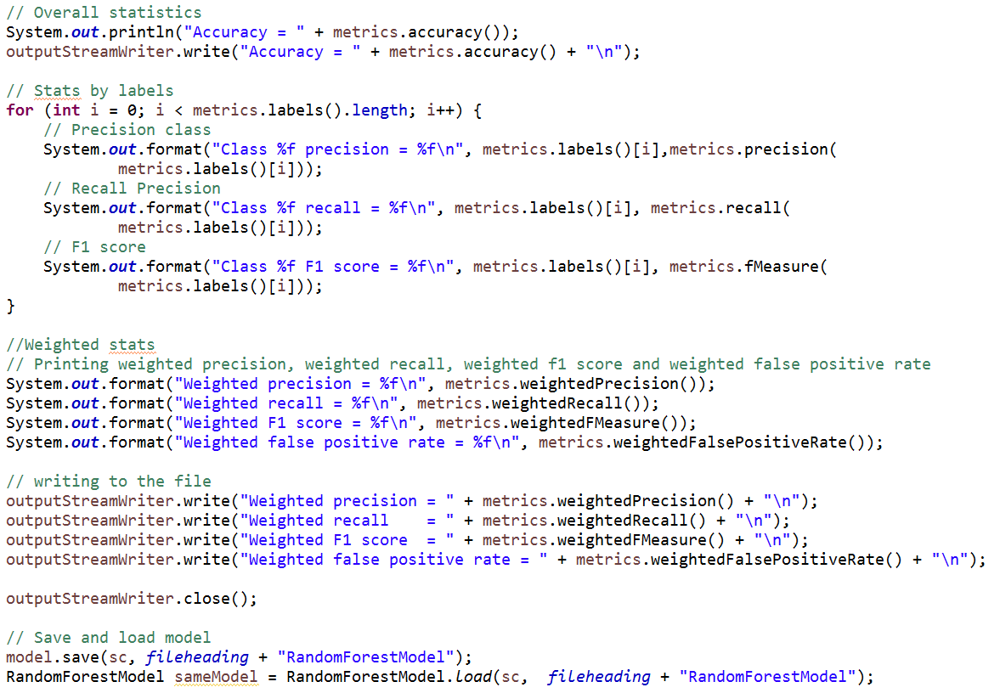 // Overall statistics
System.out.println("Accuracy = " + metrics.accuracy());
outputStreamWriter.write("Accuracy = " + metrics.accuracy() + "\n");

// Stats by labels
for (int i = 0; i < metrics.labels().length; i++) {
    // Precision class
    System.out.format("Class %f precision = %f\n", metrics.labels()[i],metrics.precision(
            metrics.labels()[i]));
    // Recall Precision
    System.out.format("Class %f recall = %f\n", metrics.labels()[i], metrics.recall(
            metrics.labels()[i]));
    // F1 score
    System.out.format("Class %f F1 score = %f\n", metrics.labels()[i], metrics.fMeasure(
            metrics.labels()[i]));
}

//Weighted stats
// Printing weighted precision, weighted recall, weighted f1 score and weighted false positive rate
System.out.format("Weighted precision = %f\n", metrics.weightedPrecision());
System.out.format("Weighted recall = %f\n", metrics.weightedRecall());
System.out.format("Weighted F1 score = %f\n", metrics.weightedFMeasure());
System.out.format("Weighted false positive rate = %f\n", metrics.weightedFalsePositiveRate());

// writing to the file
outputStreamWriter.write("Weighted precision = " + metrics.weightedPrecision() + "\n");
outputStreamWriter.write("Weighted recall    = " + metrics.weightedRecall() + "\n");
outputStreamWriter.write("Weighted F1 score  = " + metrics.weightedFMeasure() + "\n");
outputStreamWriter.write("Weighted false positive rate = " + metrics.weightedFalsePositiveRate() + "\n");

outputStreamWriter.close();

// Save and load model
model.save(sc, fileheading + "RandomForestModel");
RandomForestModel sameModel = RandomForestModel.load(sc,  fileheading + "RandomForestModel");